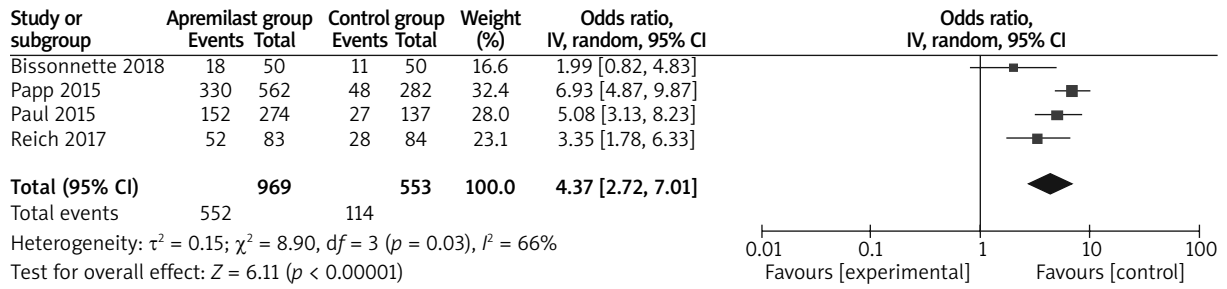 Study or subgroup Apremilast group Control group Weight Odds ratio, Odds ratio,
Events Total Events Total (%) IV, random, 95% CI IV, random, 95% CI
Bissonnette 2018 18 50 11 50 16.6 1.99 [0.82, 4.83]
Papp 2015 330 562 48 282 32.4 6.93 [4.87, 9.87]
Paul 2015 152 274 27 137 28.0 5.08 [3.13, 8.23]
Reich 2017 52 83 28 84 23.1 3.35 [1.78, 6.33]
Total (95% CI) 969 553 100.0 4.37 [2.72, 7.01]
Total events 552 114
Heterogeneity: τ² = 0.15; χ² = 8.90, df = 3 (p = 0.03), I² = 66%
Test for overall effect: Z = 6.11 (p < 0.00001)
0.01 0.1 1 10 100
Favours [experimental] Favours [control]